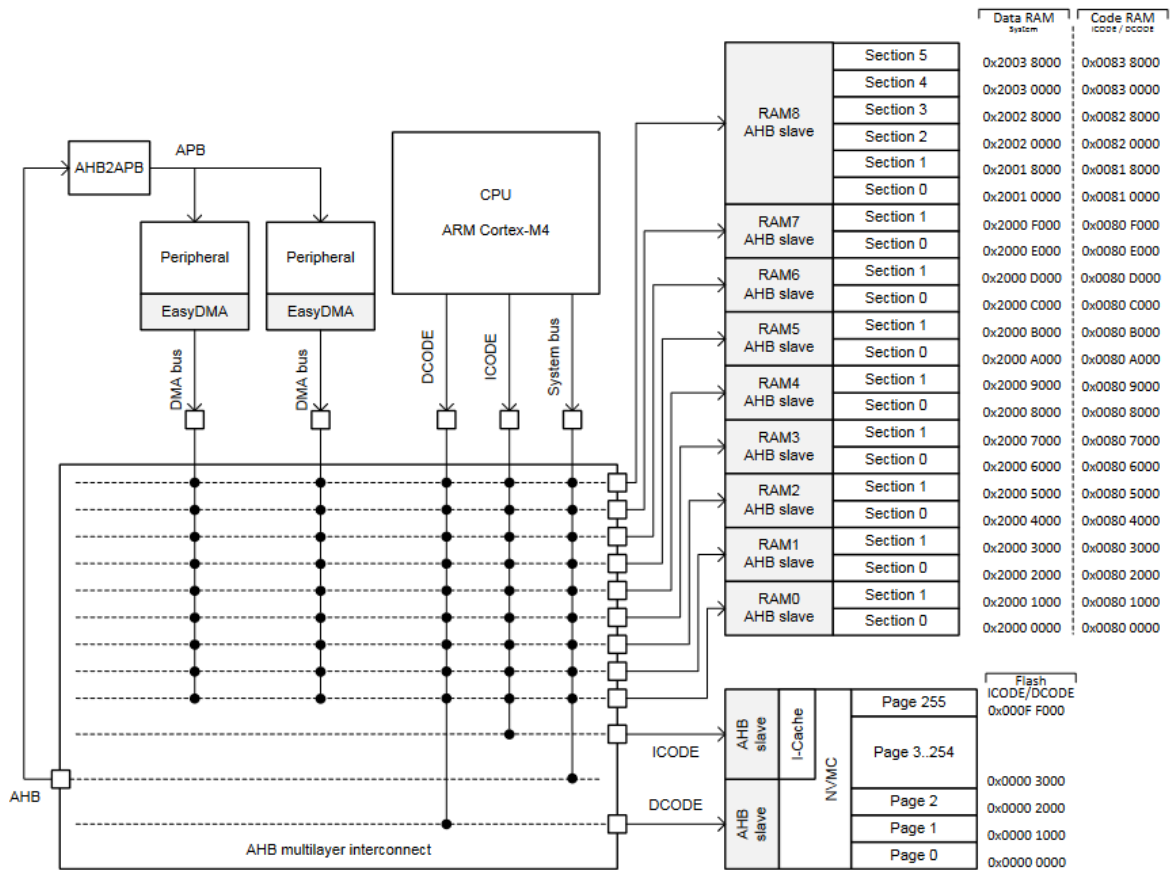 Data RAM
System
Code RAM
ICODE / DCODE
AHB2APB
APB
Peripheral
EasyDMA
Peripheral
EasyDMA
CPU
ARM Cortex-M4
DMA bus
DMA bus
DCODE
ICODE
System bus
RAM8
AHB slave
Section 5
0x2003 8000 0x0083 8000
Section 4
0x2003 0000 0x0083 0000
Section 3
0x2002 8000 0x0082 8000
Section 2
0x2002 0000 0x0082 0000
Section 1
0x2001 8000 0x0081 8000
Section 0
0x2001 0000 0x0081 0000
RAM7
AHB slave
Section 1
0x2000 F000 0x0080 F000
Section 0
0x2000 E000 0x0080 E000
RAM6
AHB slave
Section 1
0x2000 D000 0x0080 D000
Section 0
0x2000 C000 0x0080 C000
RAM5
AHB slave
Section 1
0x2000 B000 0x0080 B000
Section 0
0x2000 A000 0x0080 A000
RAM4
AHB slave
Section 1
0x2000 9000 0x0080 9000
Section 0
0x2000 8000 0x0080 8000
RAM3
AHB slave
Section 1
0x2000 7000 0x0080 7000
Section 0
0x2000 6000 0x0080 6000
RAM2
AHB slave
Section 1
0x2000 5000 0x0080 5000
Section 0
0x2000 4000 0x0080 4000
RAM1
AHB slave
Section 1
0x2000 3000 0x0080 3000
Section 0
0x2000 2000 0x0080 2000
RAM0
AHB slave
Section 1
0x2000 1000 0x0080 1000
Section 0
0x2000 0000 0x0080 0000
Flash
ICODE/DCODE
ICODE
AHB
slave
I-Cache
NVMC
Page 255
0x000F F000
Page 3..254
0x0000 3000
DCODE
AHB
slave
Page 2
0x0000 2000
Page 1
0x0000 1000
Page 0
0x0000 0000
AHB
AHB multilayer interconnect